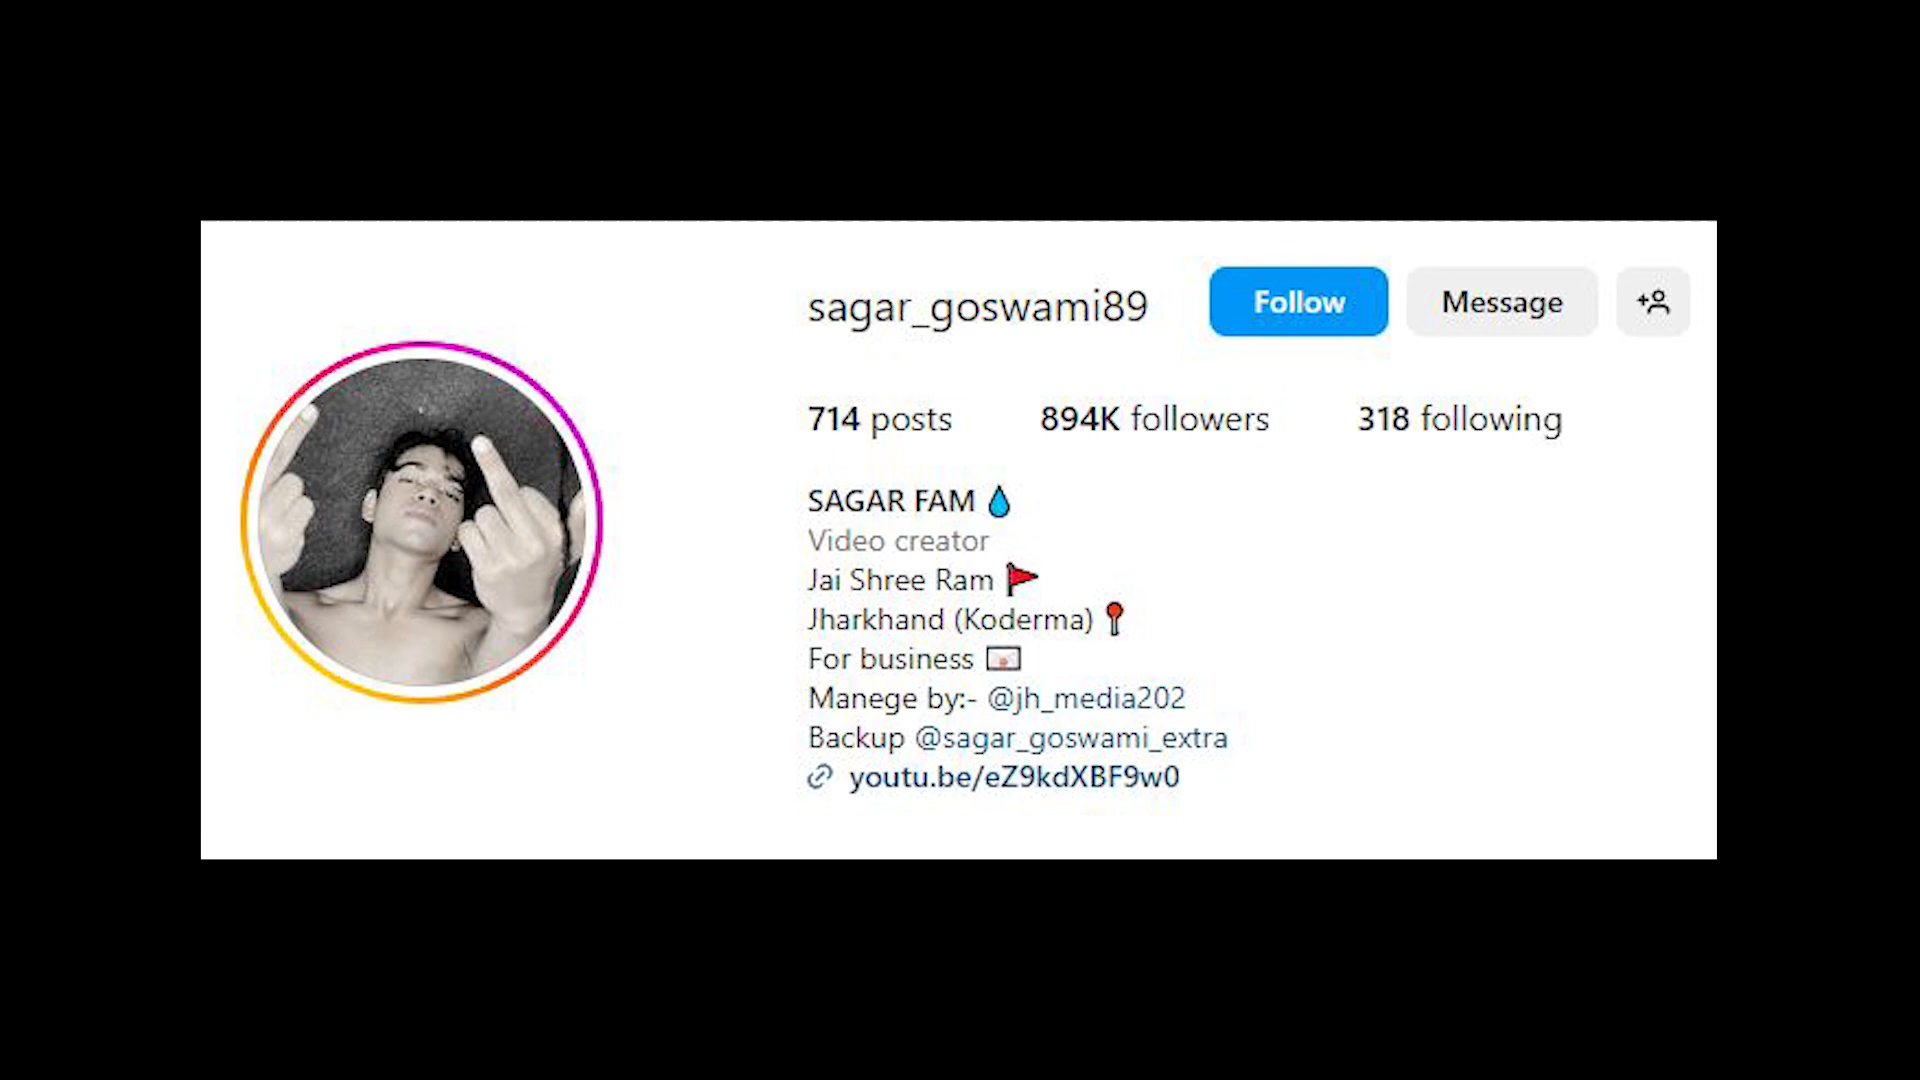 sagar_goswami89 Follow Message
714 posts 894K followers 318 following
SAGAR FAM 💧
Video creator
Jai Shree Ram 🚩
Jharkhand (Koderma) 📍
For business 💌
Manege by:- @jh_media202
Backup @sagar_goswami_extra
youtu.be/eZ9kdXBF9w0